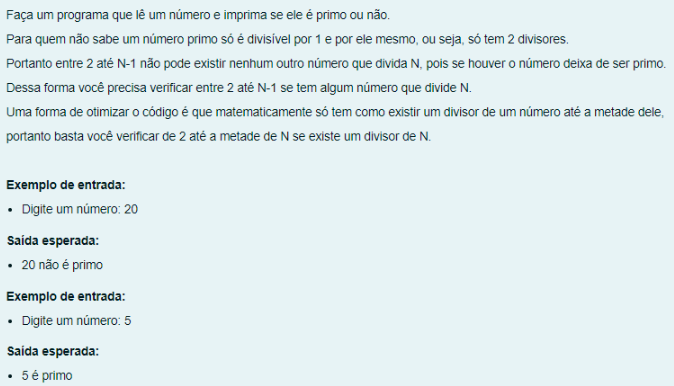 Faça um programa que lê um número e imprima se ele é primo ou não.
Para quem não sabe um número primo só é divisível por 1 e por ele mesmo, ou seja, só tem 2 divisores.
Portanto entre 2 até N-1 não pode existir nenhum outro número que divida N, pois se houver o número deixa de ser primo.
Dessa forma você precisa verificar entre 2 até N-1 se tem algum número que divide N.
Uma forma de otimizar o código é que matematicamente só tem como existir um divisor de um número até a metade dele,
portanto basta você verificar de 2 até a metade de N se existe um divisor de N.
Exemplo de entrada:
• Digite um número: 20
Saída esperada:
• 20 não é primo
Exemplo de entrada:
• Digite um número: 5
Saída esperada:
• 5 é primo